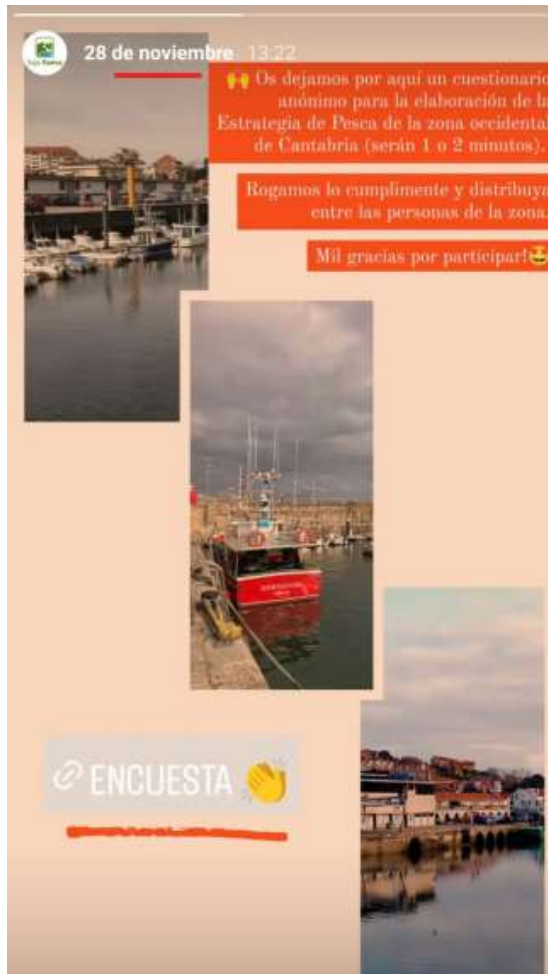 28 de noviembre 13:22
🙌 Os dejamos por aquí un cuestionario
anónimo para la elaboración de la
Estrategia de Pesca de la zona occidental
de Cantabria (serán 1 o 2 minutos).
Rogamos lo cumplimente y distribuya
entre las personas de la zona.
Mil gracias por participar!🤩
ENCUESTA 👏